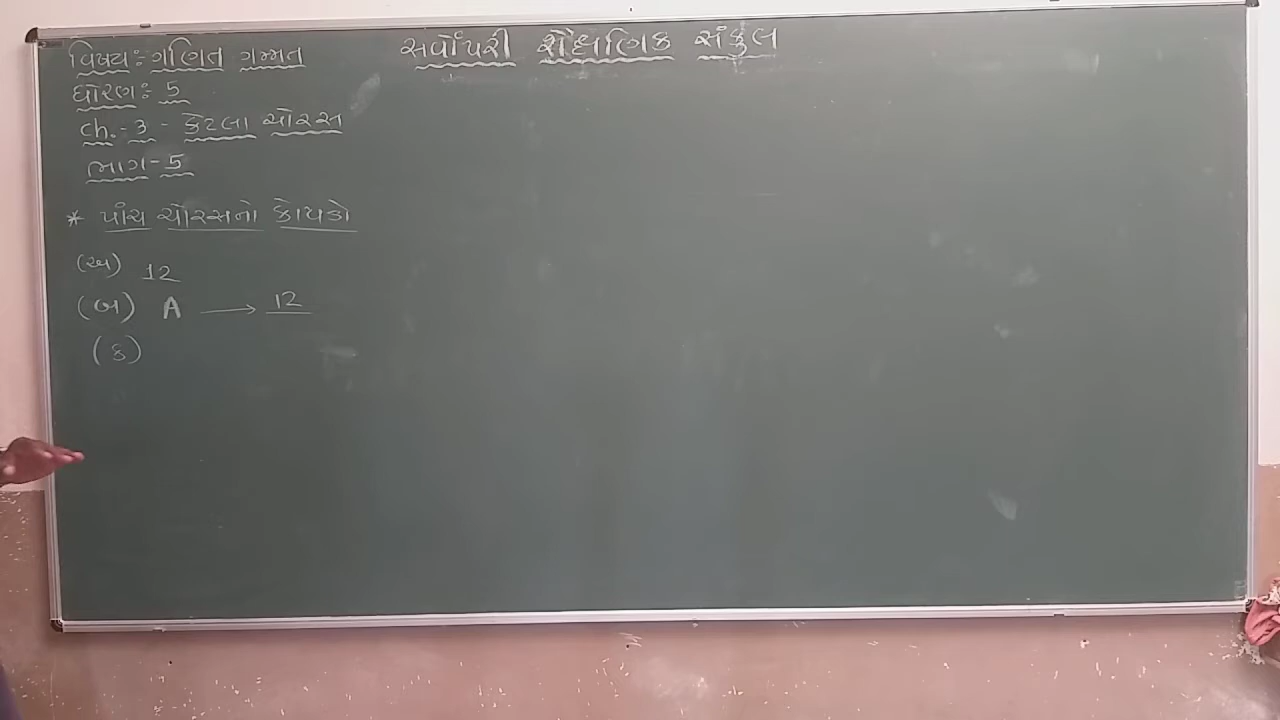 સર્વોપરી શૈક્ષણિક સંકુલ
વિષય: ગણિત ગમ્મત
ધોરણ: 5
ch.-3 - કેટલા ચોરસ
ભાગ-5
* પાંચ ચોરસનો કોયડો
(અ) 12
(બ) A → 12
(ક)